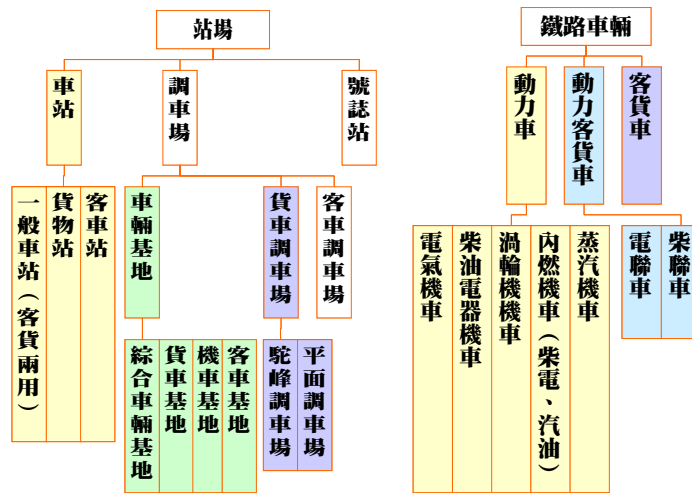 站場
車站
調車場
號誌站
一般車站（客貨兩用）
貨物站
客車站
車輛基地
貨車調車場
客車調車場
綜合車輛基地
貨車基地
機車基地
客車基地
駝峰調車場
平面調車場
鐵路車輛
動力車
動力客貨車
客貨車
電氣機車
柴油電器機車
渦輪機機車
內燃機車（柴電、汽油）
蒸汽機車
電聯車
柴聯車